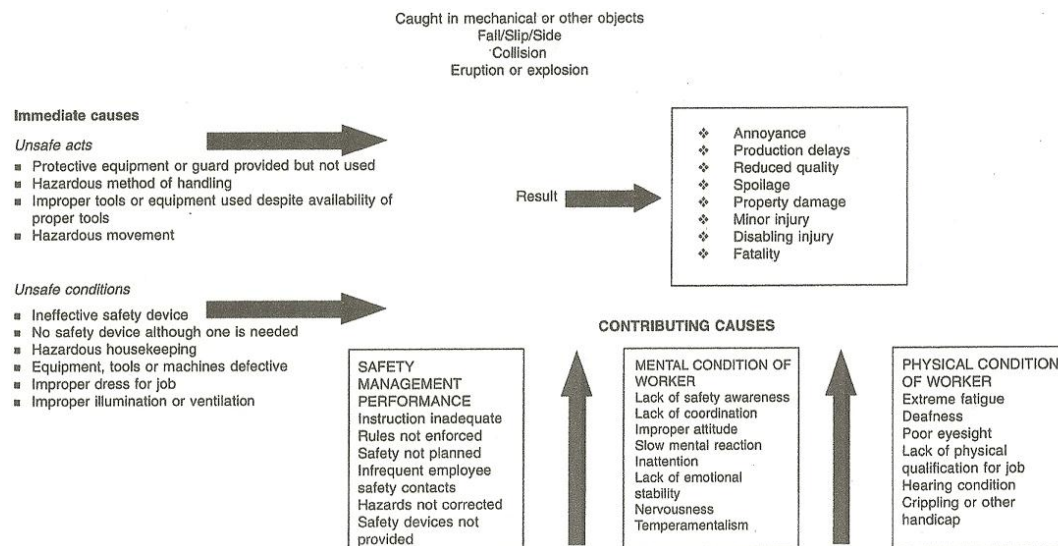 Caught in mechanical or other objects
Fall/Slip/Side
Collision
Eruption or explosion
Immediate causes
Unsafe acts
▪ Protective equipment or guard provided but not used
▪ Hazardous method of handling
▪ Improper tools or equipment used despite availability of
proper tools
▪ Hazardous movement
Result
❖ Annoyance
❖ Production delays
❖ Reduced quality
❖ Spoilage
❖ Property damage
❖ Minor injury
❖ Disabling injury
❖ Fatality
Unsafe conditions
▪ Ineffective safety device
▪ No safety device although one is needed
▪ Hazardous housekeeping
▪ Equipment, tools or machines defective
▪ Improper dress for job
▪ Improper illumination or ventilation
CONTRIBUTING CAUSES
SAFETY
MANAGEMENT
PERFORMANCE
Instruction inadequate
Rules not enforced
Safety not planned
Infrequent employee
safety contacts
Hazards not corrected
Safety devices not
provided
MENTAL CONDITION OF
WORKER
Lack of safety awareness
Lack of coordination
Improper attitude
Slow mental reaction
Inattention
Lack of emotional
stability
Nervousness
Temperamentalism
PHYSICAL CONDITION
OF WORKER
Extreme fatigue
Deafness
Poor eyesight
Lack of physical
qualification for job
Hearing condition
Crippling or other
handicap